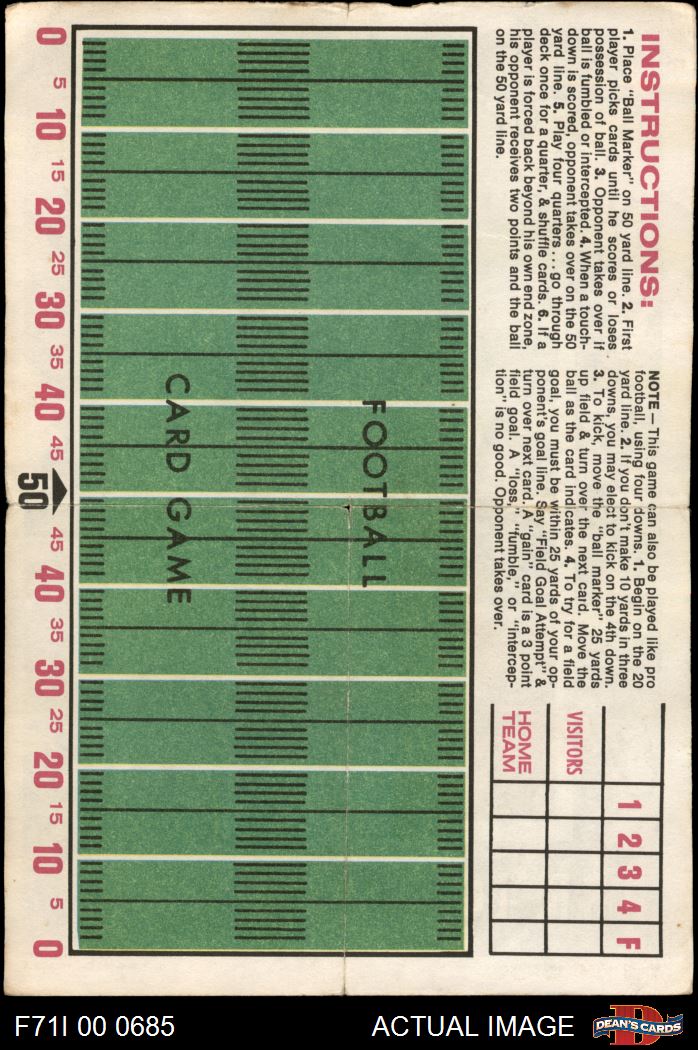 INSTRUCTIONS:
1. Place "Ball Marker" on 50 yard line. 2. First
player picks cards until he scores or loses
possession of ball. 3. Opponent takes over if
ball is fumbled or intercepted. 4. When a touch-
down is scored, opponent takes over on the 50
yard line. 5. Play four quarters . . . go through
deck once for a quarter, & shuffle cards. 6. If a
player is forced back beyond his own end zone,
his opponent receives two points and the ball
on the 50 yard line.
NOTE — This game can also be played like pro
football, using four downs. 1. Begin on the 20
yard line. 2. If you don't make 10 yards in three
downs, you may elect to kick on the 4th down.
3. To kick, move the "ball marker" 25 yards
up field & turn over the next card. Move the
ball as the card indicates. 4. To try for a field
goal, you must be within 25 yards of your op-
ponent's goal line. Say "Field Goal Attempt" &
turn over next card. A "gain" card is a 3 point
field goal. A "loss," "fumble," or "intercep-
tion" is no good. Opponent takes over.
1 2 3 4 F
VISITORS
HOME
TEAM
FOOTBALL
CARD GAME
0 5 10 15 20 25 30 35 40 45 50 45 40 35 30 25 20 15 10 5 0
F71I 00 0685
ACTUAL IMAGE
D
DEAN'S CARDS